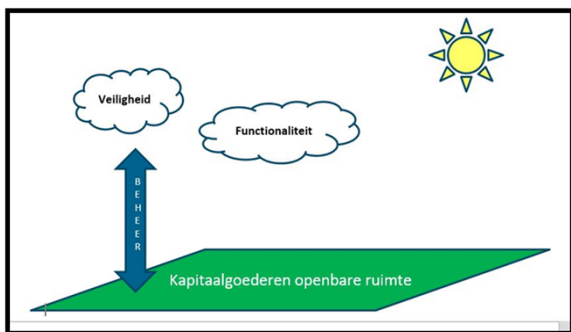 Veiligheid
Functionaliteit
BEHEER
Kapitaalgoederen openbare ruimte